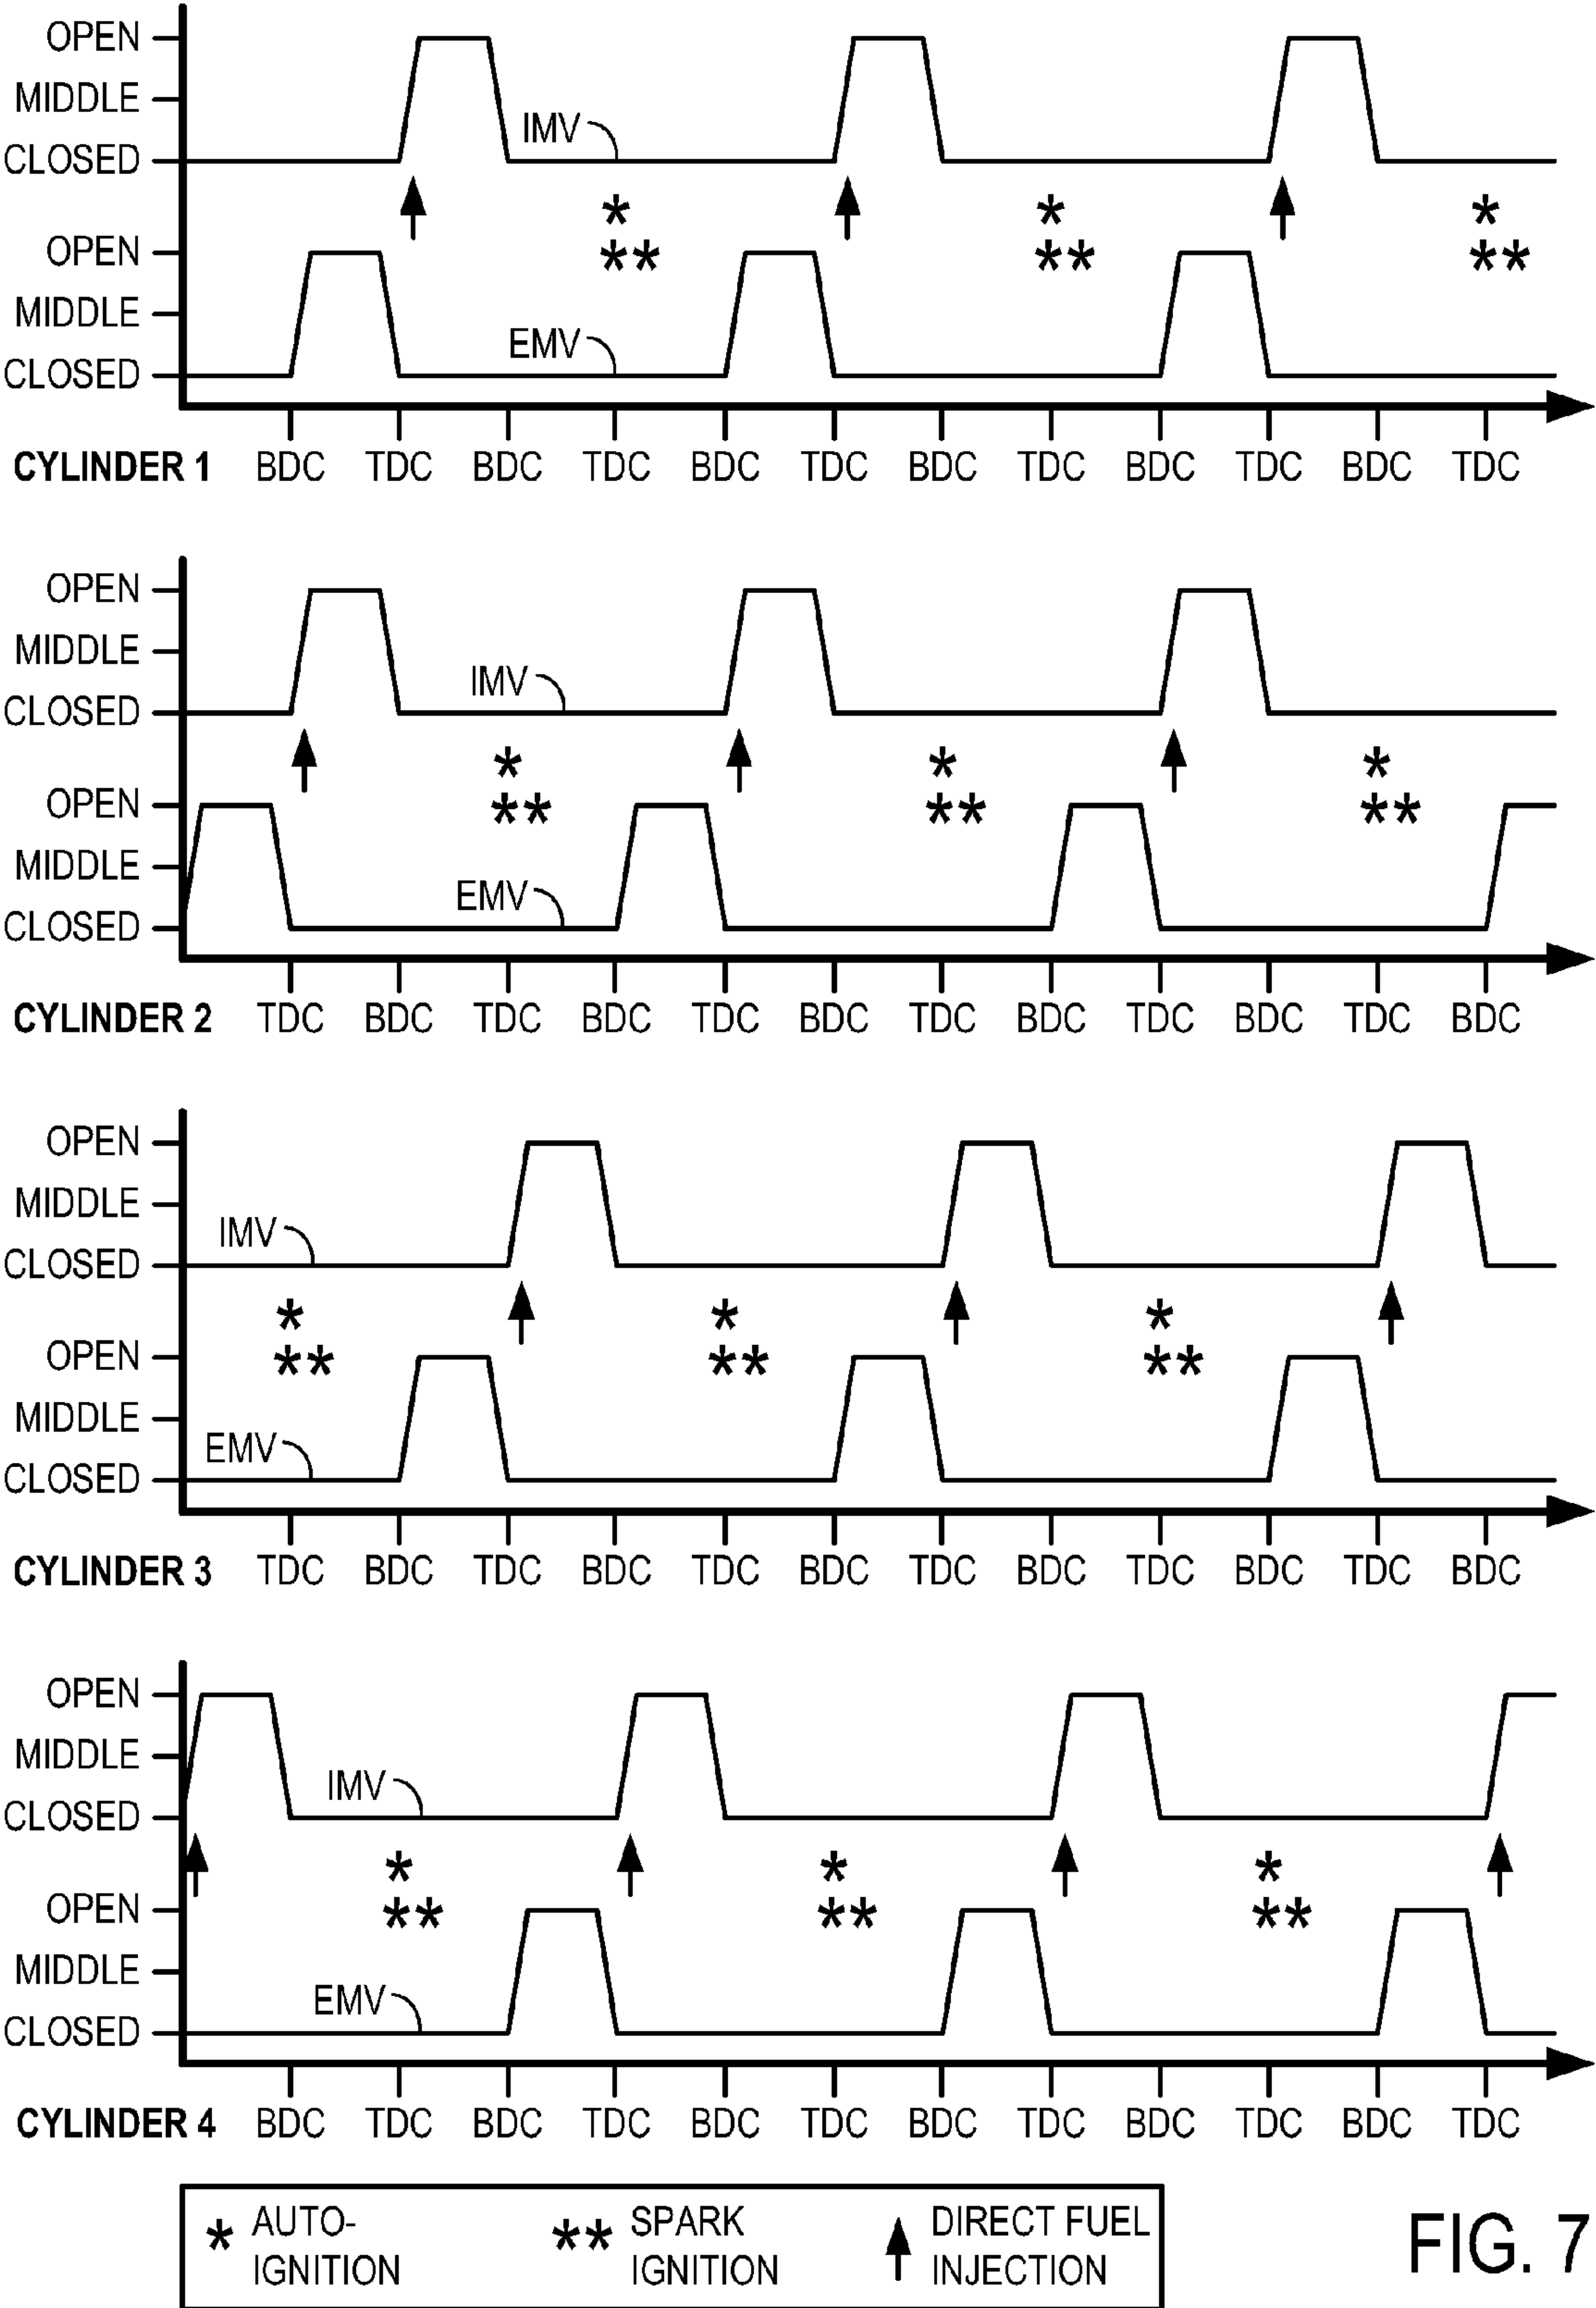 OPEN
MIDDLE
CLOSED
IMV
*
**
OPEN
MIDDLE
CLOSED
EMV
*
**
*
**
CYLINDER 1 BDC TDC BDC TDC BDC TDC BDC TDC BDC TDC BDC TDC
OPEN
MIDDLE
CLOSED
IMV
*
**
OPEN
MIDDLE
CLOSED
EMV
*
**
*
**
CYLINDER 2 TDC BDC TDC BDC TDC BDC TDC BDC TDC BDC TDC BDC
OPEN
MIDDLE
CLOSED
IMV
*
**
OPEN
MIDDLE
CLOSED
EMV
*
**
*
**
CYLINDER 3 TDC BDC TDC BDC TDC BDC TDC BDC TDC BDC TDC BDC
OPEN
MIDDLE
CLOSED
IMV
*
**
OPEN
MIDDLE
CLOSED
EMV
*
**
*
**
CYLINDER 4 BDC TDC BDC TDC BDC TDC BDC TDC BDC TDC BDC TDC
* AUTO-
IGNITION
** SPARK
IGNITION
DIRECT FUEL
INJECTION
FIG. 7